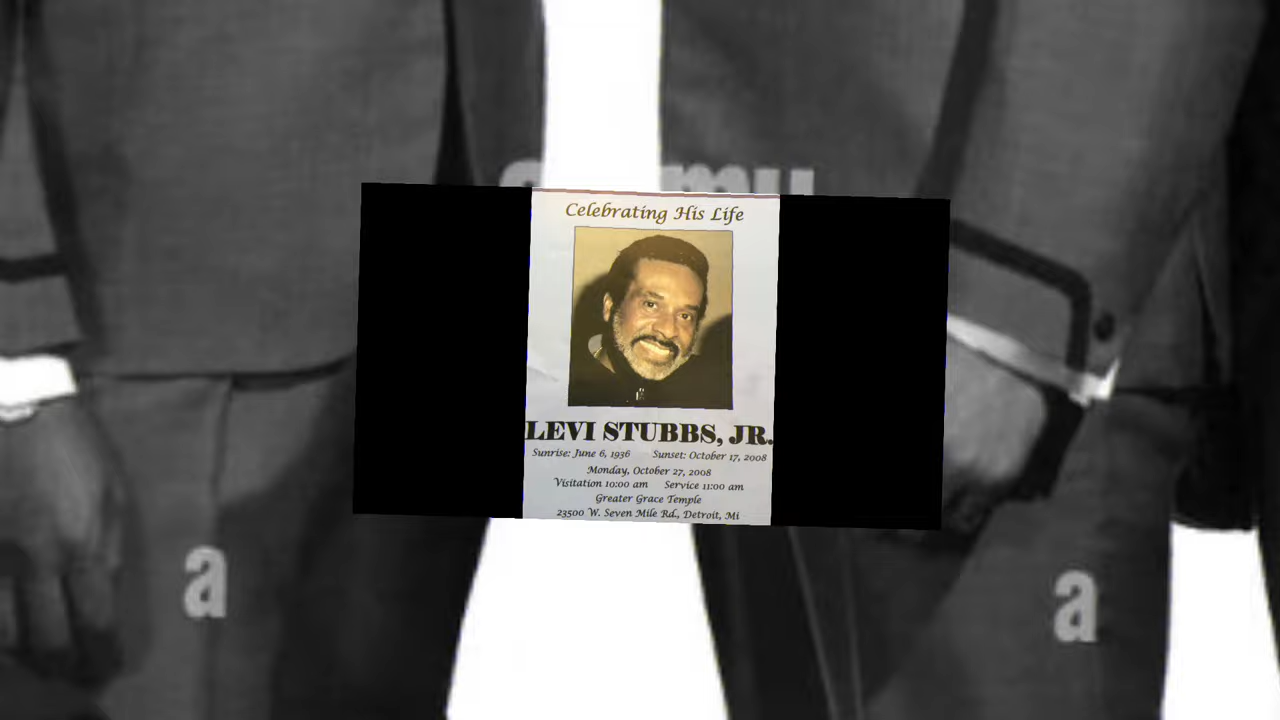 Celebrating His Life
LEVI STUBBS, JR.
Sunrise: June 6, 1936 Sunset: October 17, 2008
Monday, October 27, 2008
Visitation 10:00 am Service 11:00 am
Greater Grace Temple
23500 W. Seven Mile Rd., Detroit, Mi
a
a